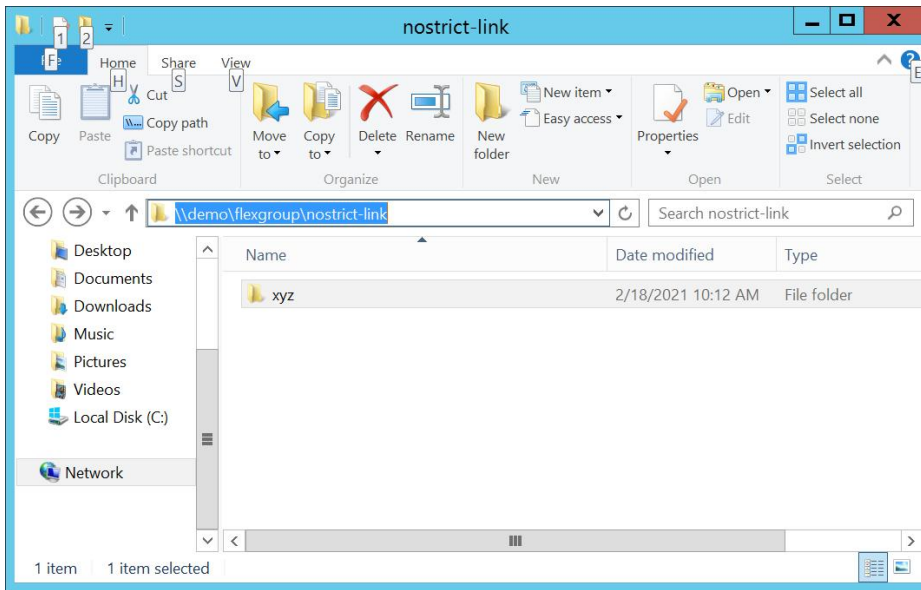 nostrict-link
1 2
F
Home Share View
H S V
E
Copy
Paste
Cut
Copy path
Paste shortcut
Clipboard
Move to
Copy to
Delete
Rename
Organize
New folder
New item
Easy access
New
Properties
Open
Edit
Open
Select all
Select none
Invert selection
Select
\\demo\flexgroup\nostrict-link
Search nostrict-link
Desktop
Documents
Downloads
Music
Pictures
Videos
Local Disk (C:)
Network
Name Date modified Type
xyz 2/18/2021 10:12 AM File folder
1 item 1 item selected